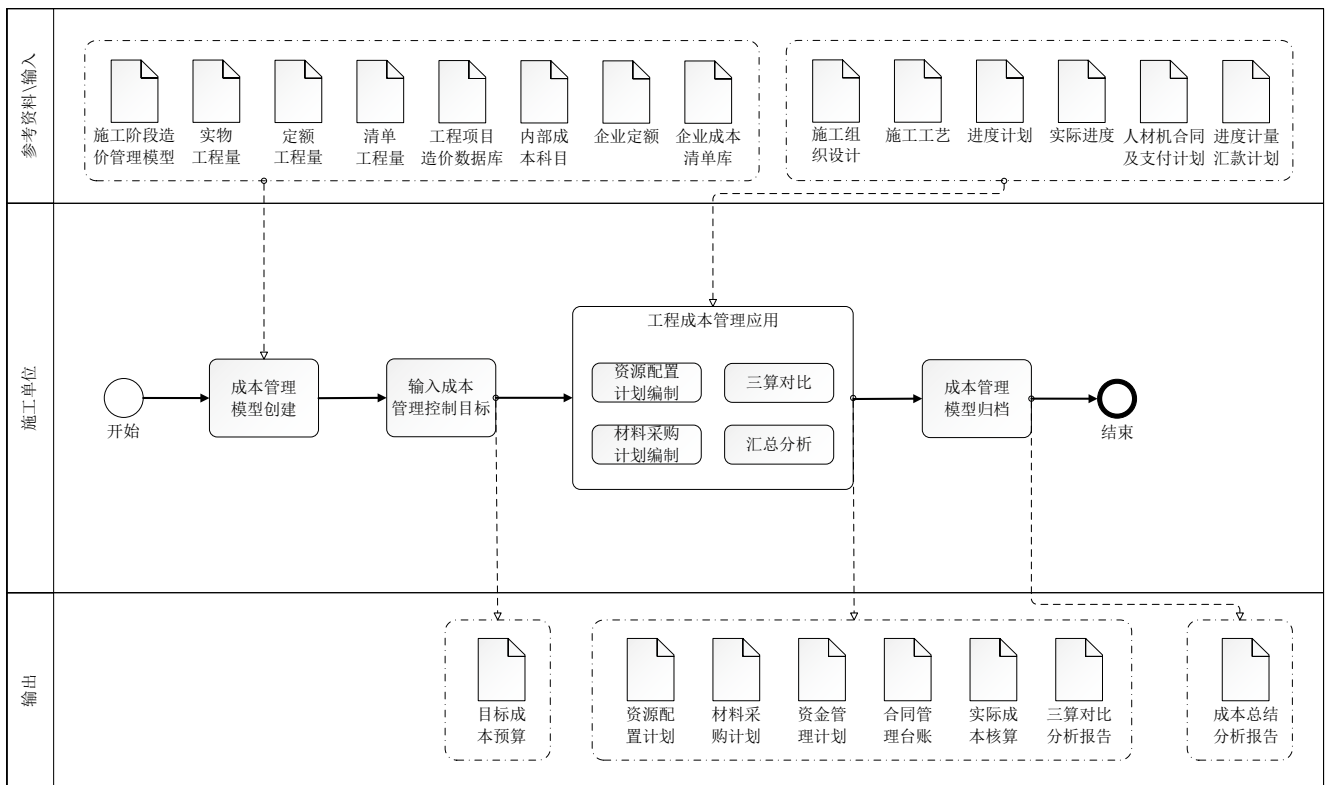 参考资料\输入
施工阶段造
价管理模型
实物
工程量
定额
工程量
清单
工程量
工程项目
造价数据库
内部成
本科目
企业定额
企业成本
清单库
施工组
织设计
施工工艺
进度计划
实际进度
人材机合同
及支付计划
进度计量
汇款计划
施工单位
开始
成本管理
模型创建
输入成本
管理控制目标
工程成本管理应用
资源配置
计划编制
三算对比
材料采购
计划编制
汇总分析
成本管理
模型归档
结束
输出
目标成
本预算
资源配
置计划
材料采
购计划
资金管
理计划
合同管
理台账
实际成
本核算
三算对比
分析报告
成本总结
分析报告